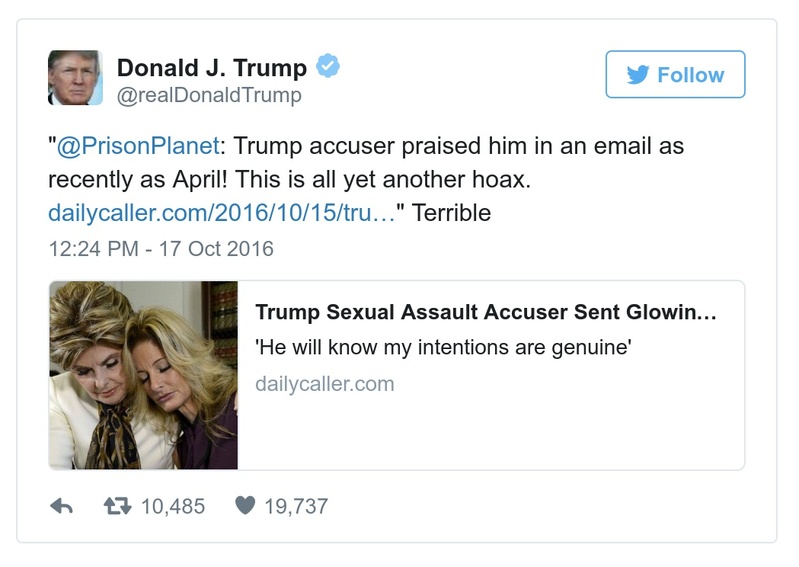 Donald J. Trump
@realDonaldTrump
Follow
"@PrisonPlanet: Trump accuser praised him in an email as
recently as April! This is all yet another hoax.
dailycaller.com/2016/10/15/tru…" Terrible
12:24 PM - 17 Oct 2016
Trump Sexual Assault Accuser Sent Glowin…
'He will know my intentions are genuine'
dailycaller.com
10,485 19,737